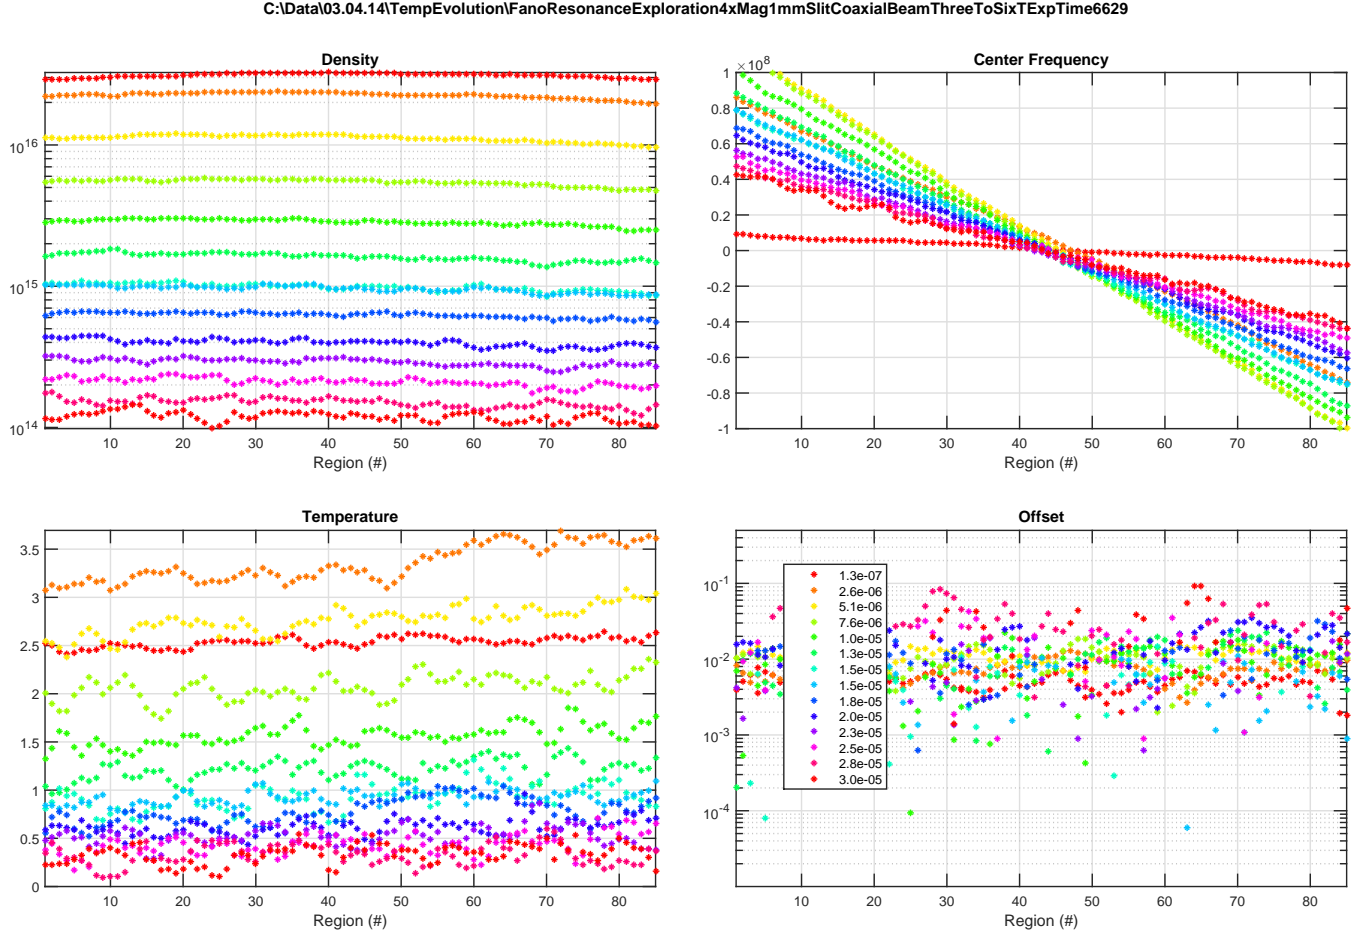 C:\Data\03.04.14\TempEvolution\FanoResonanceExploration4xMag1mmSlitCoaxialBeamThreeToSixTExpTime6629
Density
10^16
10^15
10^14
10 20 30 40 50 60 70 80
Region (#)
Center Frequency
×10^8
1
0.8
0.6
0.4
0.2
0
-0.2
-0.4
-0.6
-0.8
-1
10 20 30 40 50 60 70 80
Region (#)
Temperature
3.5
3
2.5
2
1.5
1
0.5
0
10 20 30 40 50 60 70 80
Region (#)
Offset
10^-1
10^-2
10^-3
10^-4
1.3e-07
2.6e-06
5.1e-06
7.6e-06
1.0e-05
1.3e-05
1.5e-05
1.5e-05
1.8e-05
2.0e-05
2.3e-05
2.5e-05
2.8e-05
3.0e-05
10 20 30 40 50 60 70 80
Region (#)